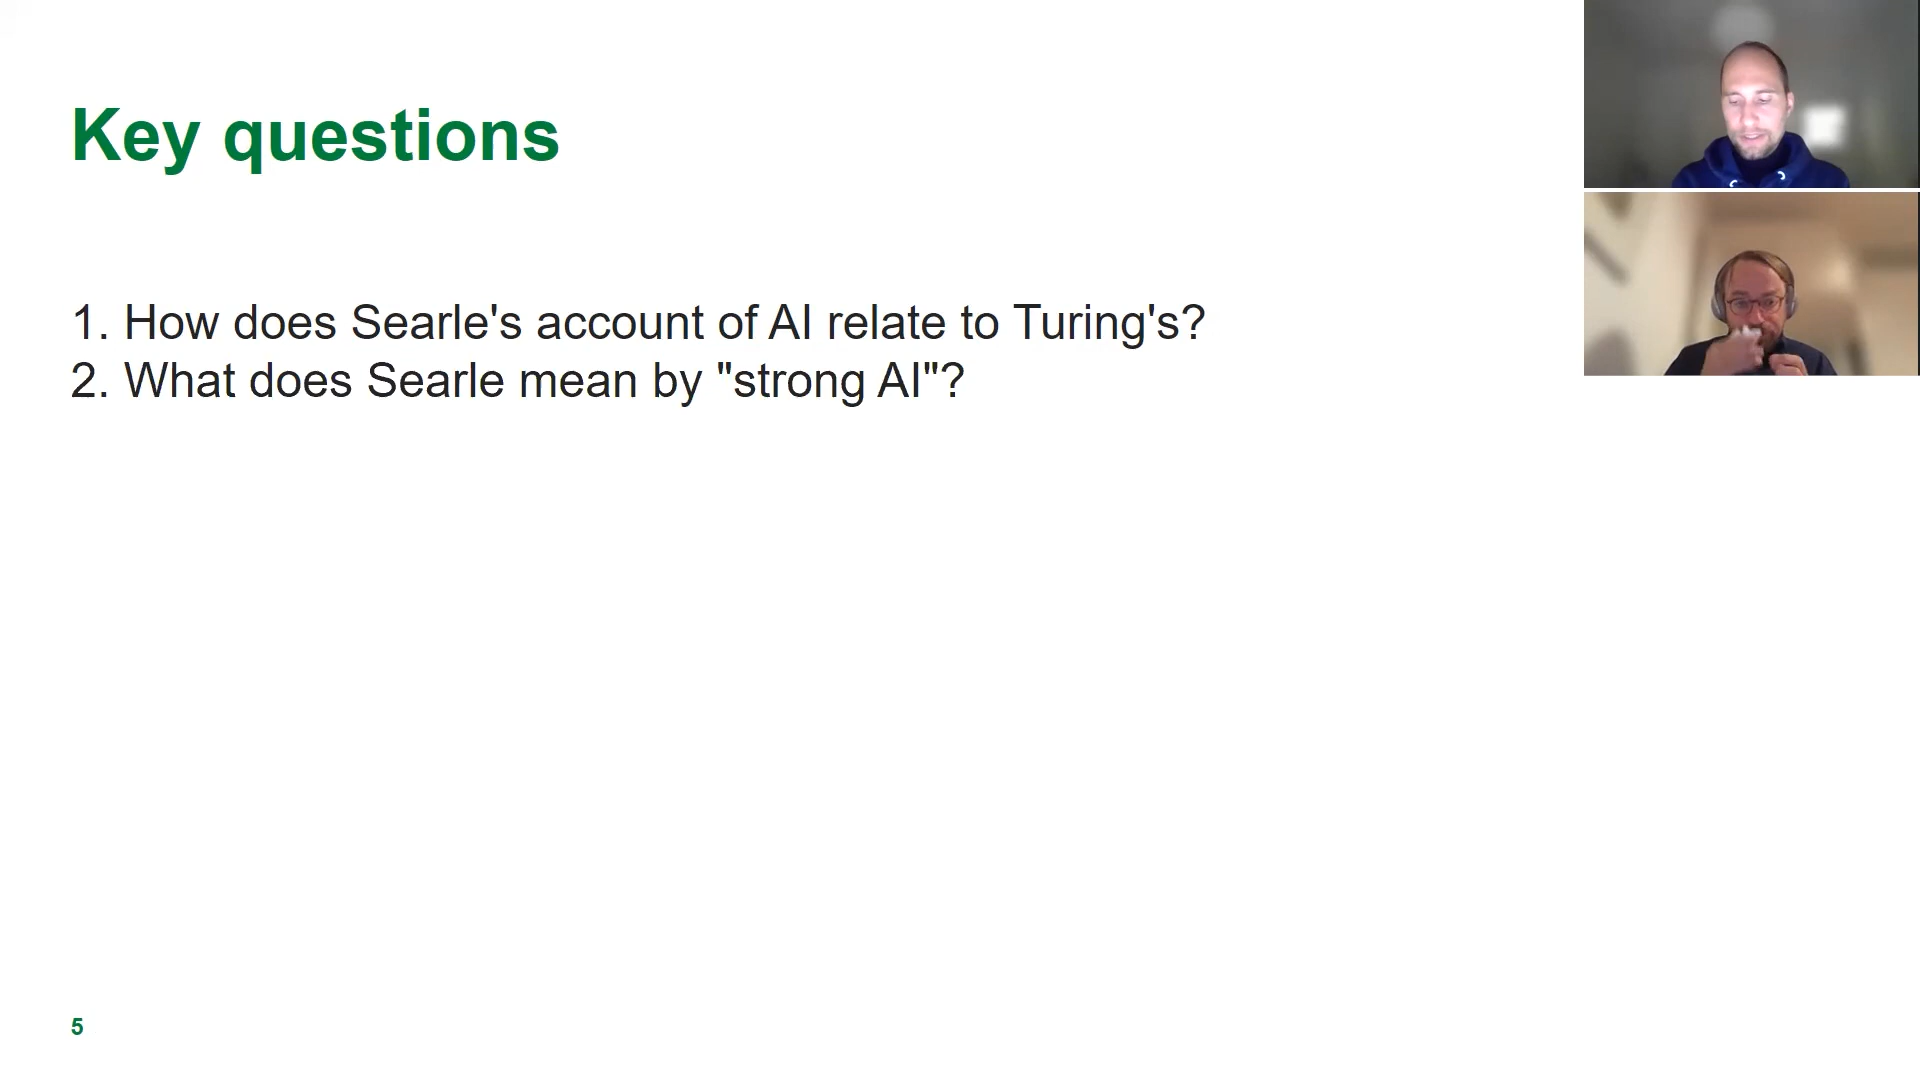 Key questions
1. How does Searle's account of AI relate to Turing's?
2. What does Searle mean by "strong AI"?
5